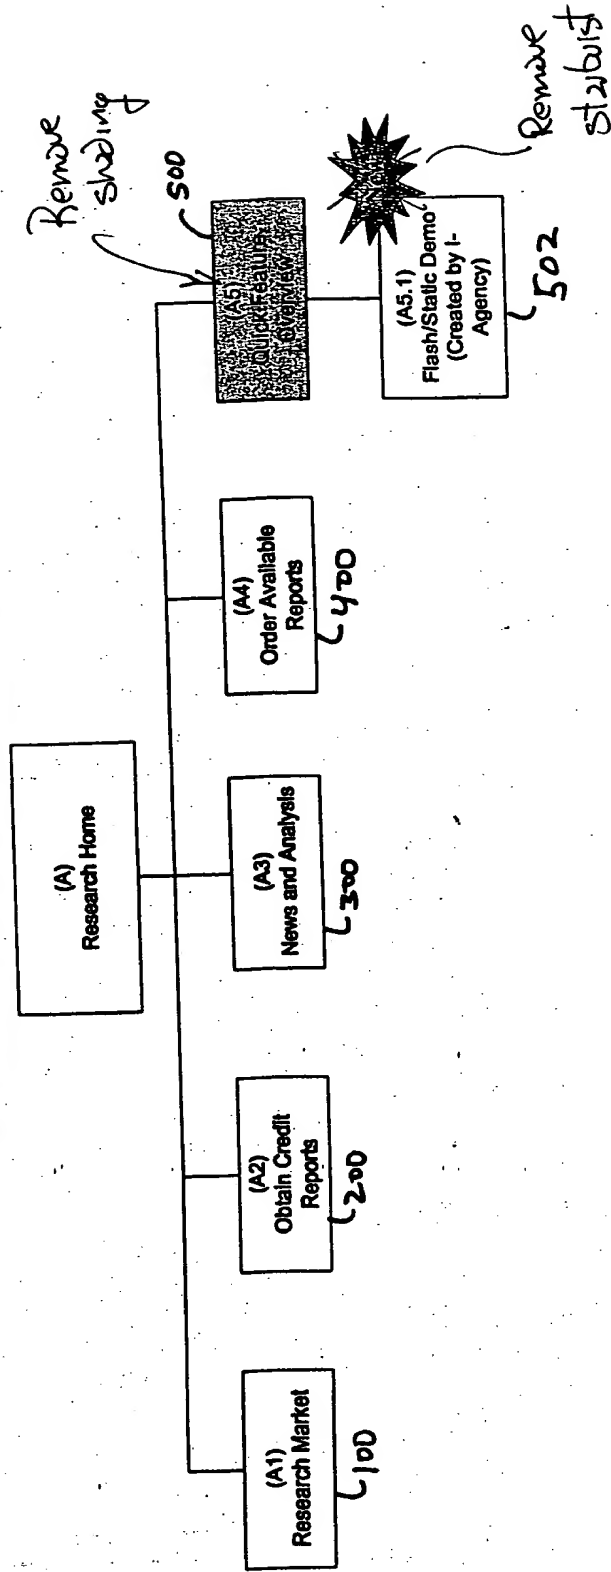 (A)
Research Home
(A1)
Research Market
100
(A2)
Obtain Credit
Reports
200
(A3)
News and Analysis
300
(A4)
Order Available
Reports
400
Remove
shading
500
(A5)
Quick Feature
Overview
(A5.1)
Flash/Static Demo
(Created by I-
Agency)
502
Remove
starburst